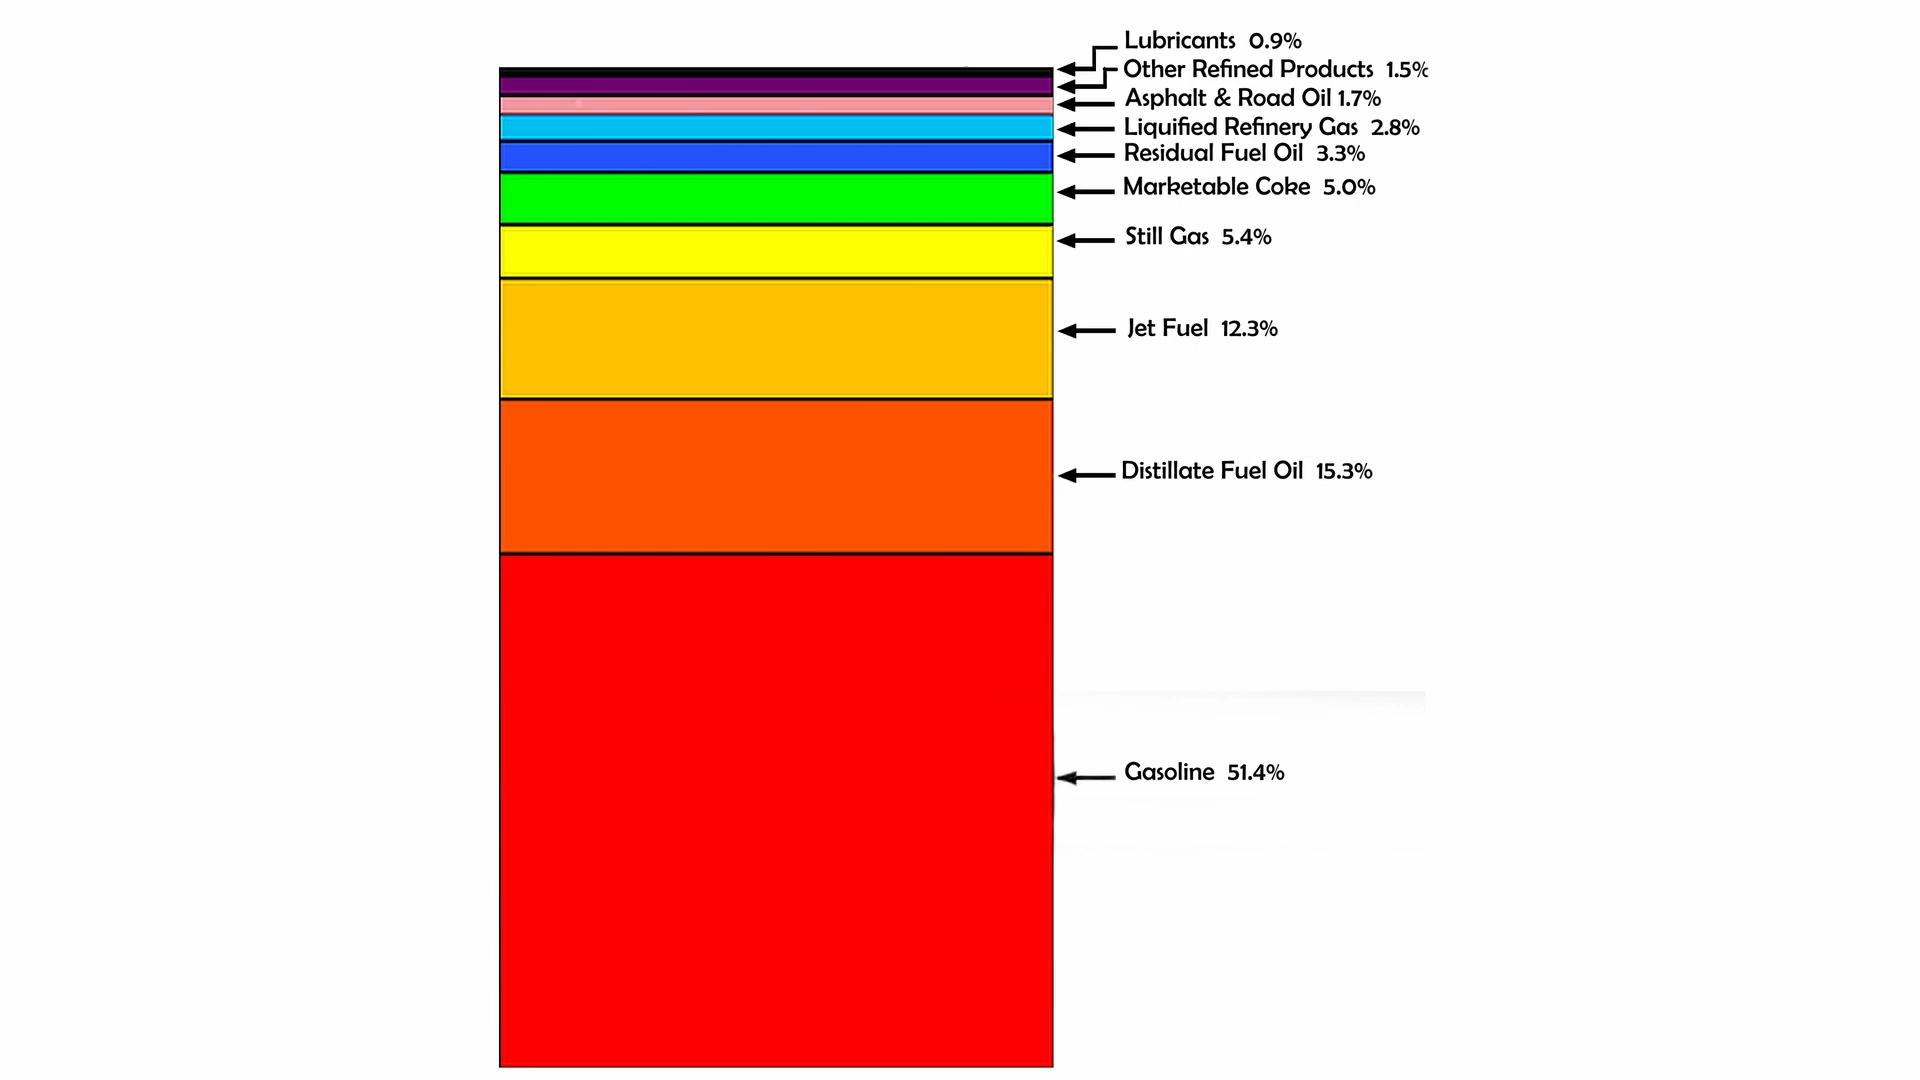 Lubricants 0.9%
Other Refined Products 1.5%
Asphalt & Road Oil 1.7%
Liquified Refinery Gas 2.8%
Residual Fuel Oil 3.3%
Marketable Coke 5.0%
Still Gas 5.4%
Jet Fuel 12.3%
Distillate Fuel Oil 15.3%
Gasoline 51.4%